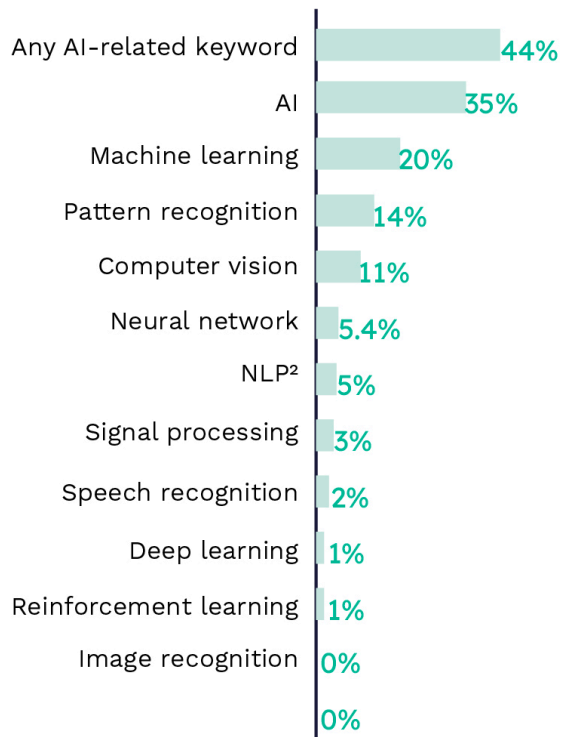 Any AI-related keyword 44%
AI 35%
Machine learning 20%
Pattern recognition 14%
Computer vision 11%
Neural network 5.4%
NLP² 5%
Signal processing 3%
Speech recognition 2%
Deep learning 1%
Reinforcement learning 1%
Image recognition 0%
0%